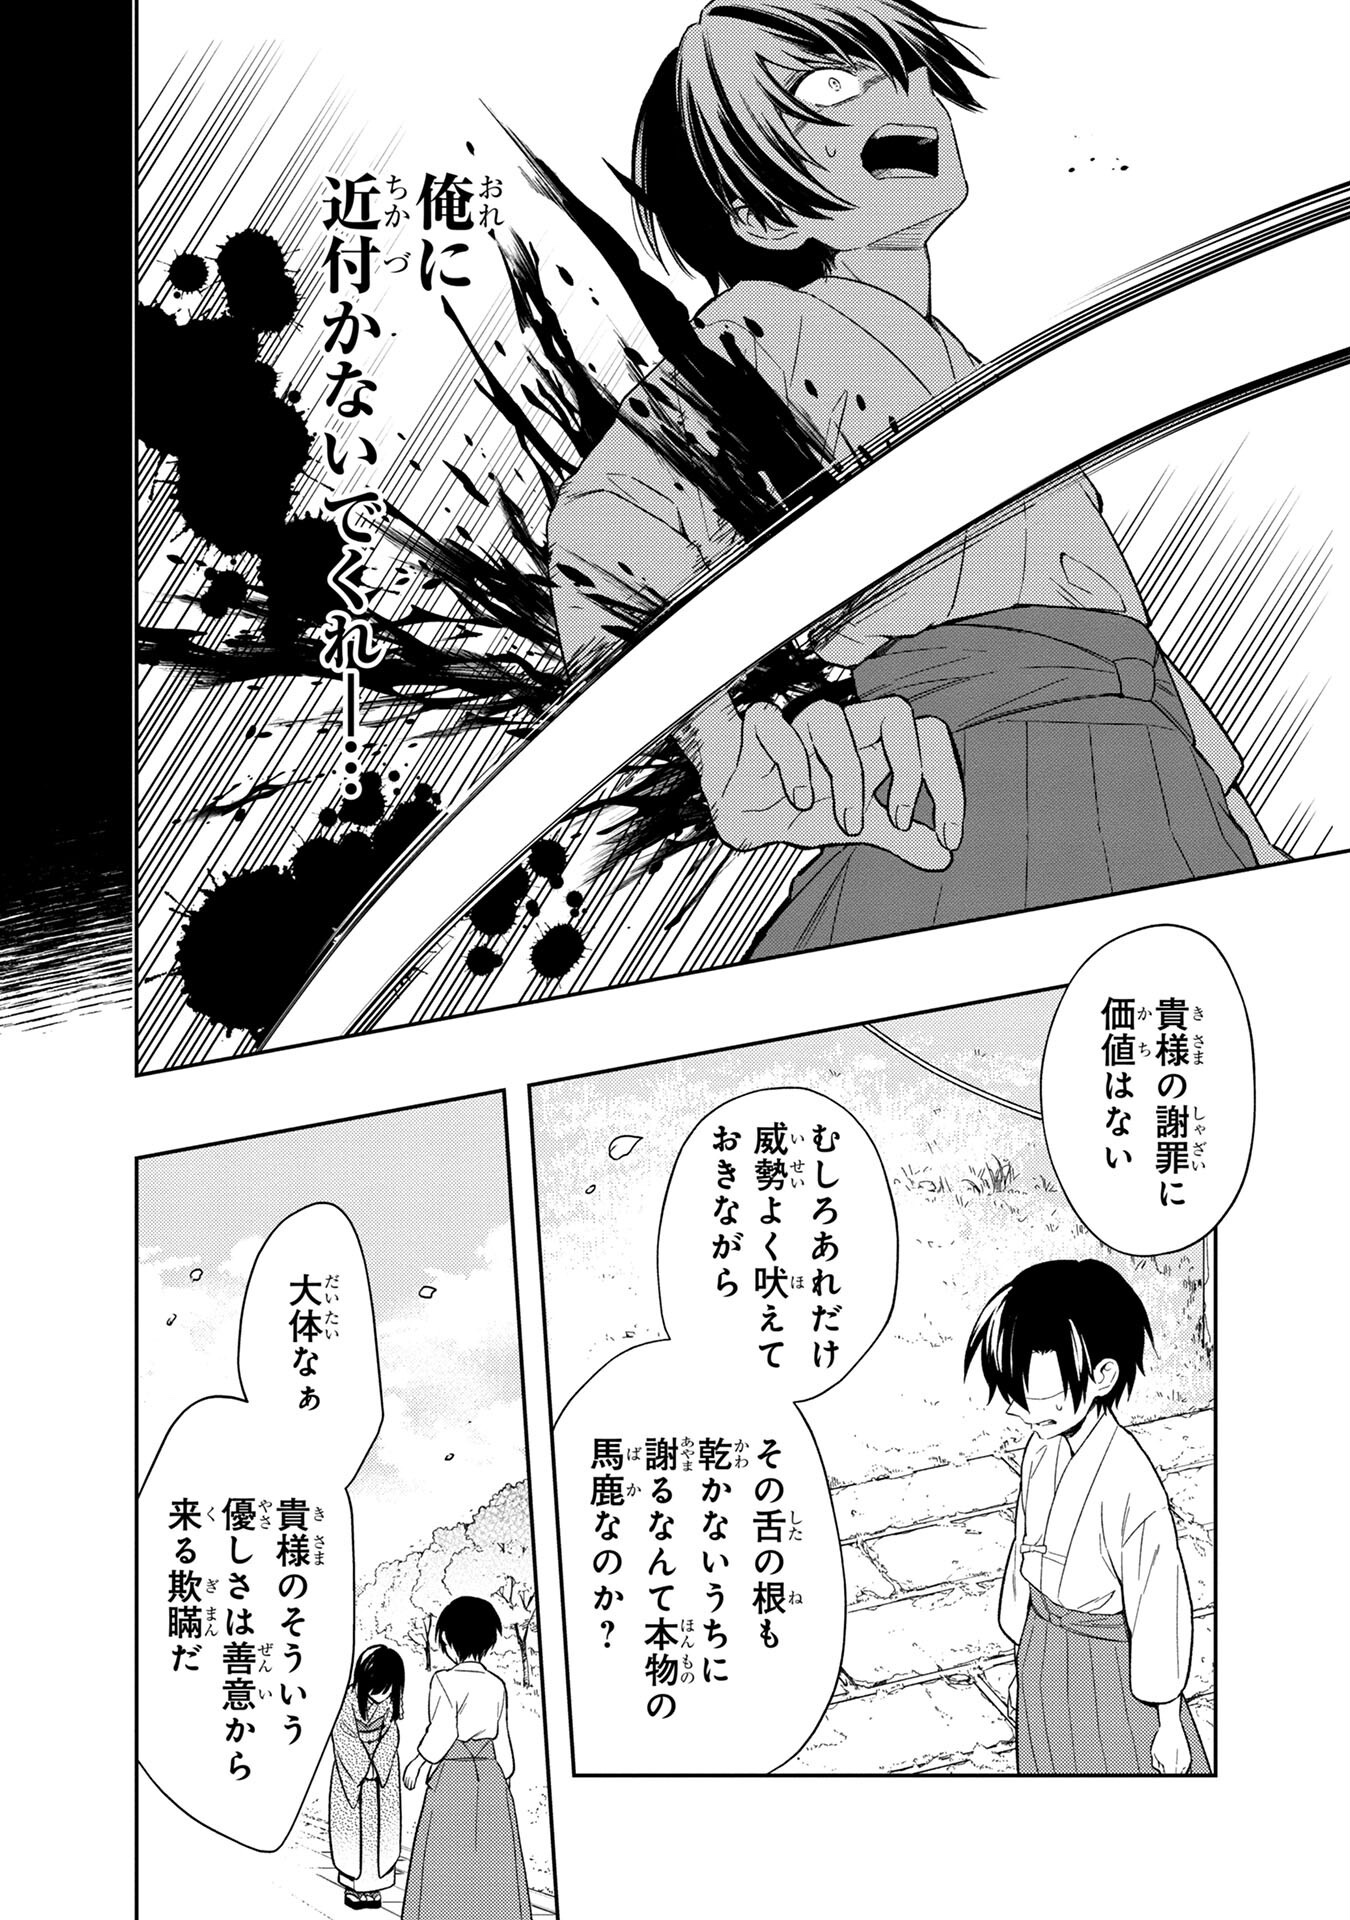 俺に
近付かないでくれ―…
貴様の謝罪に
価値はない
むしろあれだけ
威勢よく吠えて
おきながら
その舌の根も
乾かないうちに
謝るなんて本物の
馬鹿なのか？
大体なぁ
貴様のそういう
優しさは善意から
来る欺瞞だ